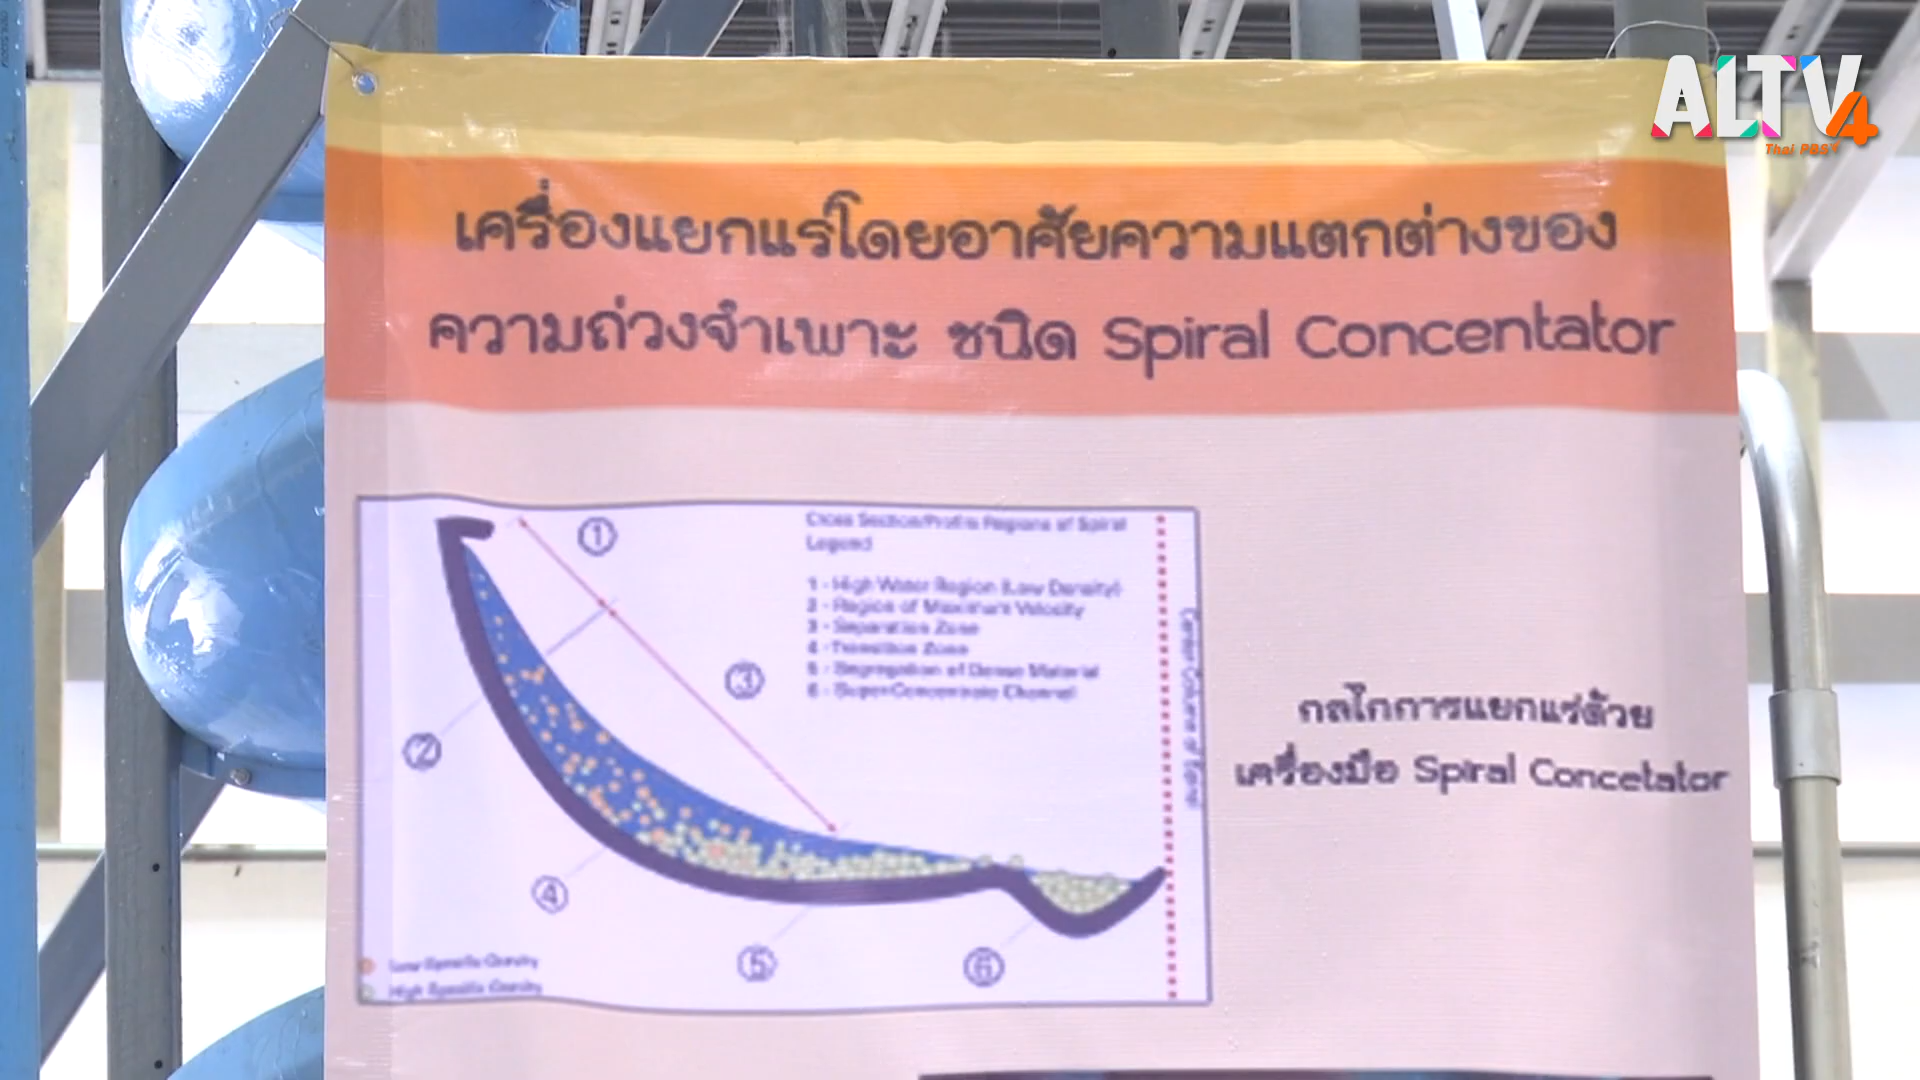 ALTV4
Thai PBS
เครื่องแยกแร่โดยอาศัยความแตกต่างของ
ความถ่วงจำเพาะ ชนิด Spiral Concentator
Cross Section/Profile Regions of Spiral
Legend
1 - High Water Region (Low Density)
2 - Region of Maximum Velocity
3 - Separation Zone
4 - Transition Zone
5 - Segregation of Dense Material
6 - Super-Concentrate Channel
1
2
3
4
5
6
Low Specific Gravity
High Specific Gravity
กลไกการแยกแร่ด้วย
เครื่องมือ Spiral Concetator